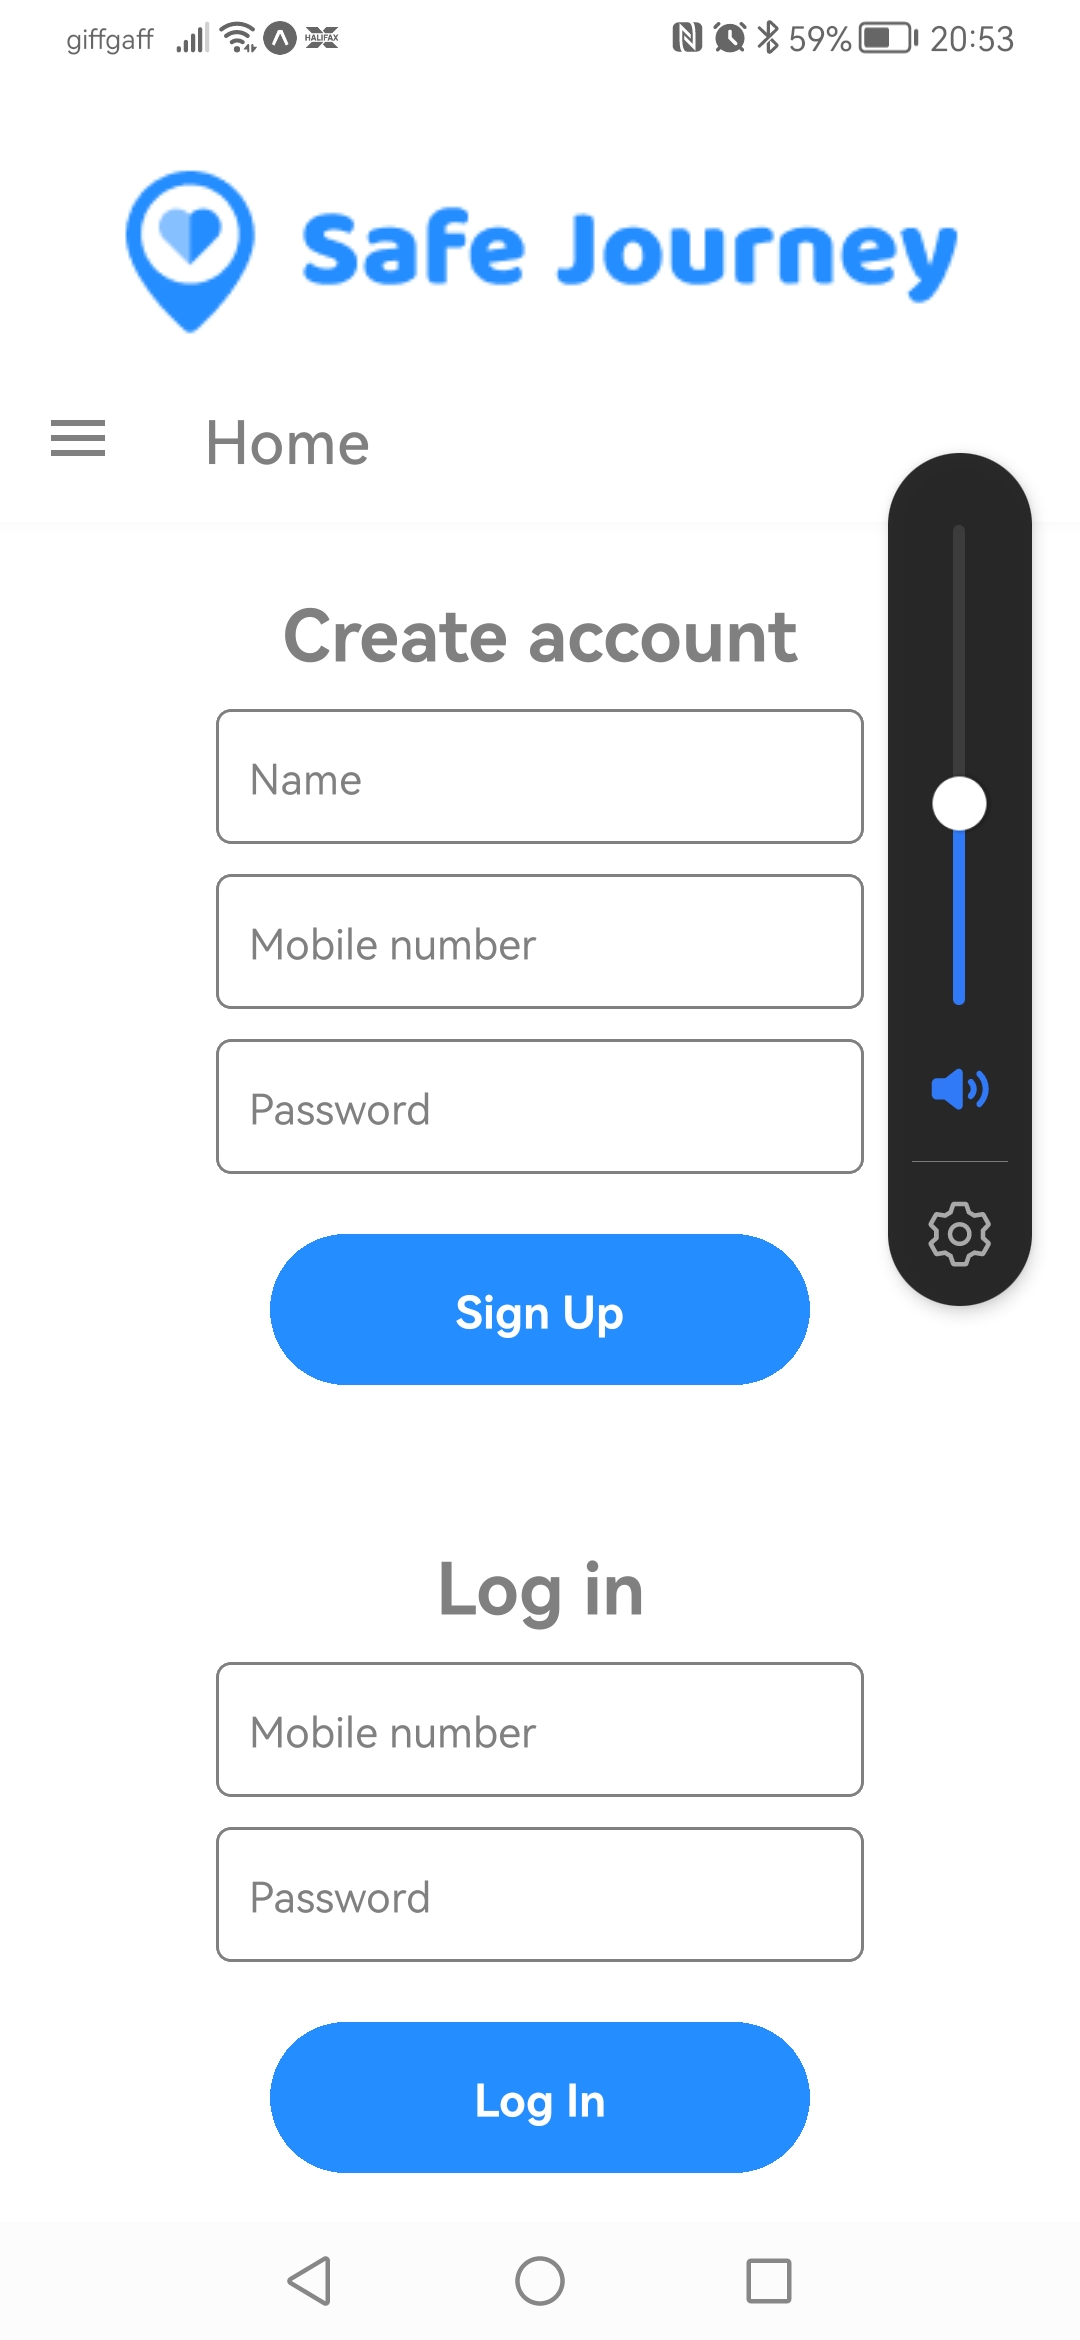 giffgaff HALIFAX 59% 20:53
Safe Journey
Home
Create account
Name
Mobile number
Password
Sign Up
Log in
Mobile number
Password
Log In